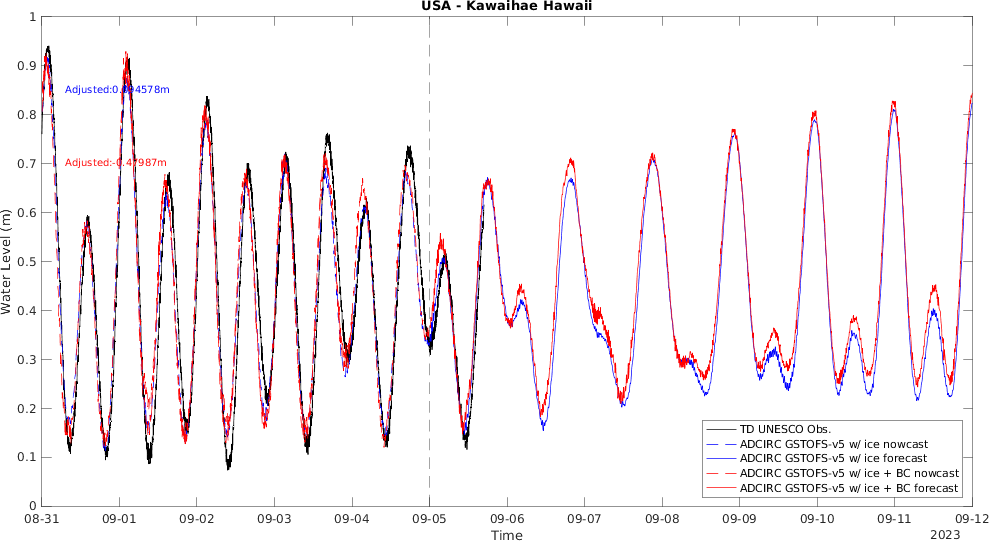 USA - Kawaihae Hawaii
1
0.9
0.8
0.7
0.6
0.5
0.4
0.3
0.2
0.1
0
Water Level (m)
Adjusted:-0.47987m
TD UNESCO Obs.
ADCIRC GSTOFS-v5 w/ ice nowcast
ADCIRC GSTOFS-v5 w/ ice forecast
ADCIRC GSTOFS-v5 w/ ice + BC nowcast
ADCIRC GSTOFS-v5 w/ ice + BC forecast
08-31 09-01 09-02 09-03 09-04 09-05 09-06 09-07 09-08 09-09 09-10 09-11 09-12
Time
2023